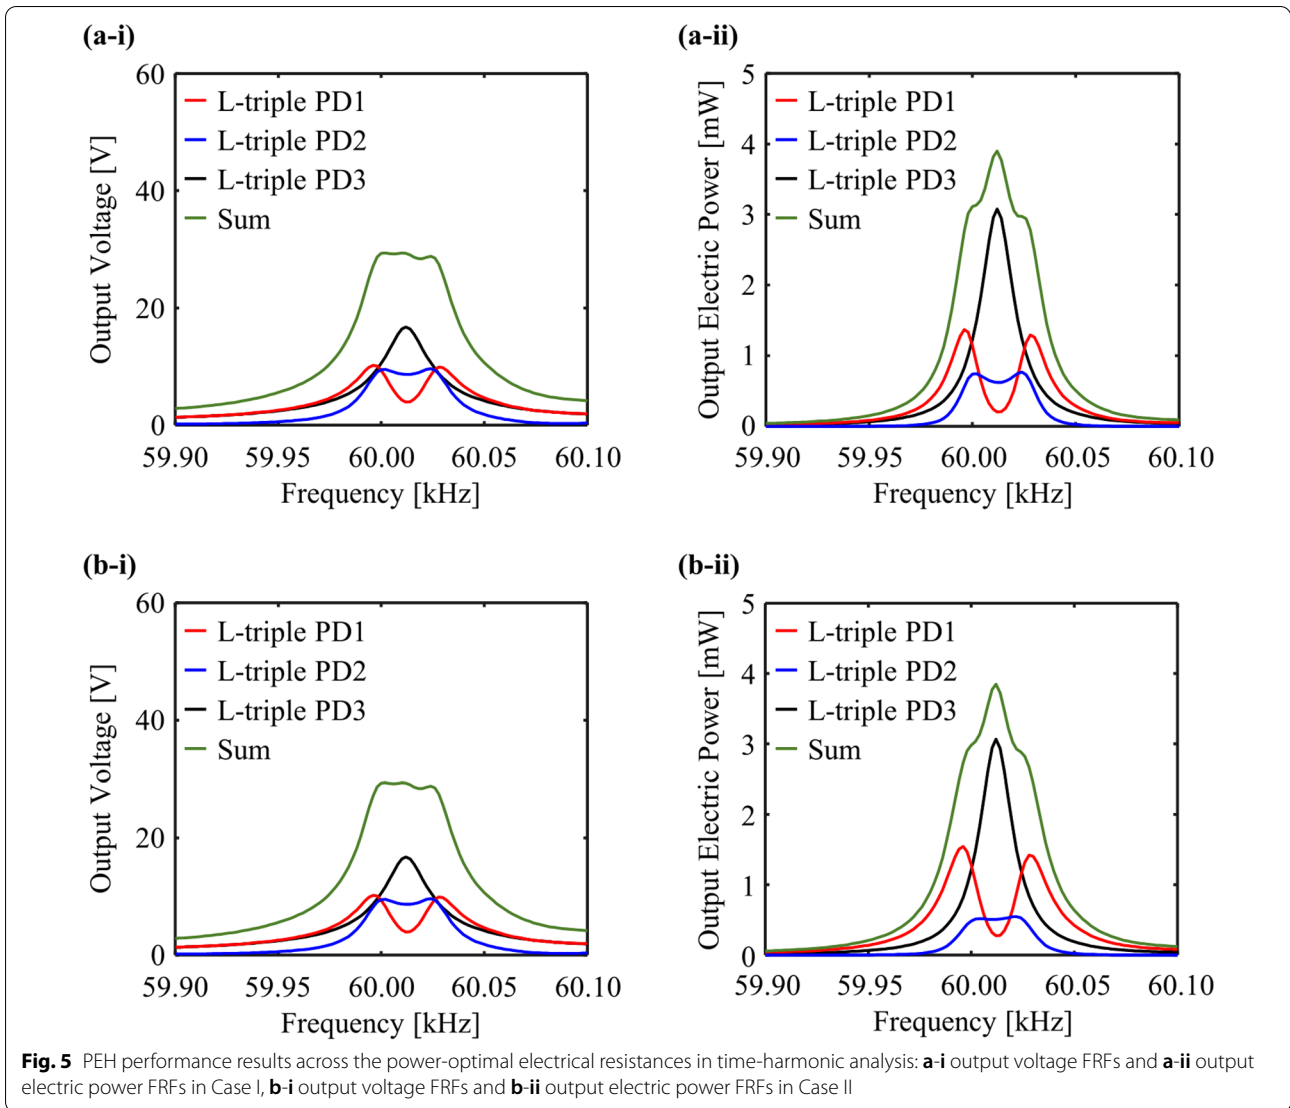 (a-i)
60
40
20
0
Output Voltage [V]
L-triple PD1
L-triple PD2
L-triple PD3
Sum
59.90 59.95 60.00 60.05 60.10
Frequency [kHz]
(a-ii)
5
4
3
2
1
0
Output Electric Power [mW]
L-triple PD1
L-triple PD2
L-triple PD3
Sum
59.90 59.95 60.00 60.05 60.10
Frequency [kHz]
(b-i)
60
40
20
0
Output Voltage [V]
L-triple PD1
L-triple PD2
L-triple PD3
Sum
59.90 59.95 60.00 60.05 60.10
Frequency [kHz]
(b-ii)
5
4
3
2
1
0
Output Electric Power [mW]
L-triple PD1
L-triple PD2
L-triple PD3
Sum
59.90 59.95 60.00 60.05 60.10
Frequency [kHz]
Fig. 5 PEH performance results across the power-optimal electrical resistances in time-harmonic analysis: a-i output voltage FRFs and a-ii output
electric power FRFs in Case I, b-i output voltage FRFs and b-ii output electric power FRFs in Case II